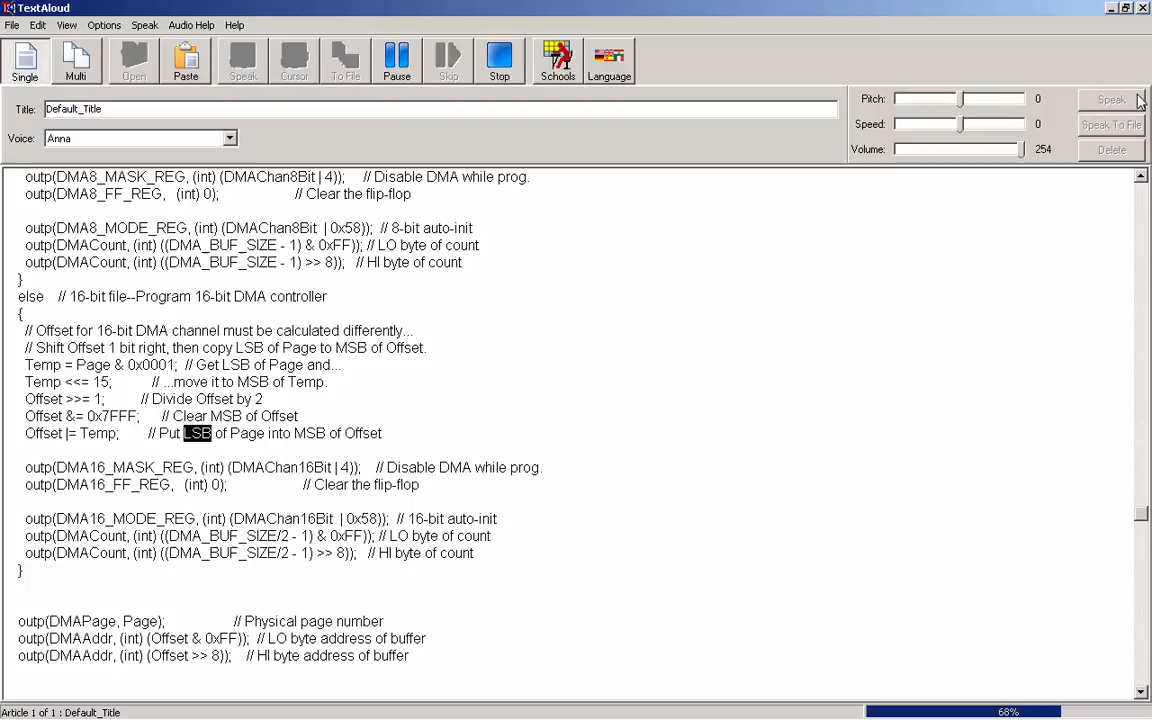 TextAloud
File Edit View Options Speak Audio Help Help
Single Multi Open Paste Speak Cursor To File Pause Skip Stop Schools Language
Title: Default_Title
Voice: Anna
Pitch: 0 Speak
Speed: 0 Speak To File
Volume: 254 Delete
outp(DMA8_MASK_REG, (int) (DMAChan8Bit | 4)); // Disable DMA while prog.
outp(DMA8_FF_REG, (int) 0); // Clear the flip-flop
outp(DMA8_MODE_REG, (int) (DMAChan8Bit | 0x58)); // 8-bit auto-init
outp(DMACount, (int) ((DMA_BUF_SIZE - 1) & 0xFF)); // LO byte of count
outp(DMACount, (int) ((DMA_BUF_SIZE - 1) >> 8)); // HI byte of count
}
else // 16-bit file--Program 16-bit DMA controller
{
// Offset for 16-bit DMA channel must be calculated differently...
// Shift Offset 1 bit right, then copy LSB of Page to MSB of Offset.
Temp = Page & 0x0001; // Get LSB of Page and...
Temp <<= 15; // ...move it to MSB of Temp.
Offset >>= 1; // Divide Offset by 2
Offset &= 0x7FFF; // Clear MSB of Offset
Offset |= Temp; // Put LSB of Page into MSB of Offset
outp(DMA16_MASK_REG, (int) (DMAChan16Bit | 4)); // Disable DMA while prog.
outp(DMA16_FF_REG, (int) 0); // Clear the flip-flop
outp(DMA16_MODE_REG, (int) (DMAChan16Bit | 0x58)); // 16-bit auto-init
outp(DMACount, (int) ((DMA_BUF_SIZE/2 - 1) & 0xFF)); // LO byte of count
outp(DMACount, (int) ((DMA_BUF_SIZE/2 - 1) >> 8)); // HI byte of count
}
outp(DMAPage, Page); // Physical page number
outp(DMAAddr, (int) (Offset & 0xFF)); // LO byte address of buffer
outp(DMAAddr, (int) (Offset >> 8)); // HI byte address of buffer
Article 1 of 1 : Default_Title 68%